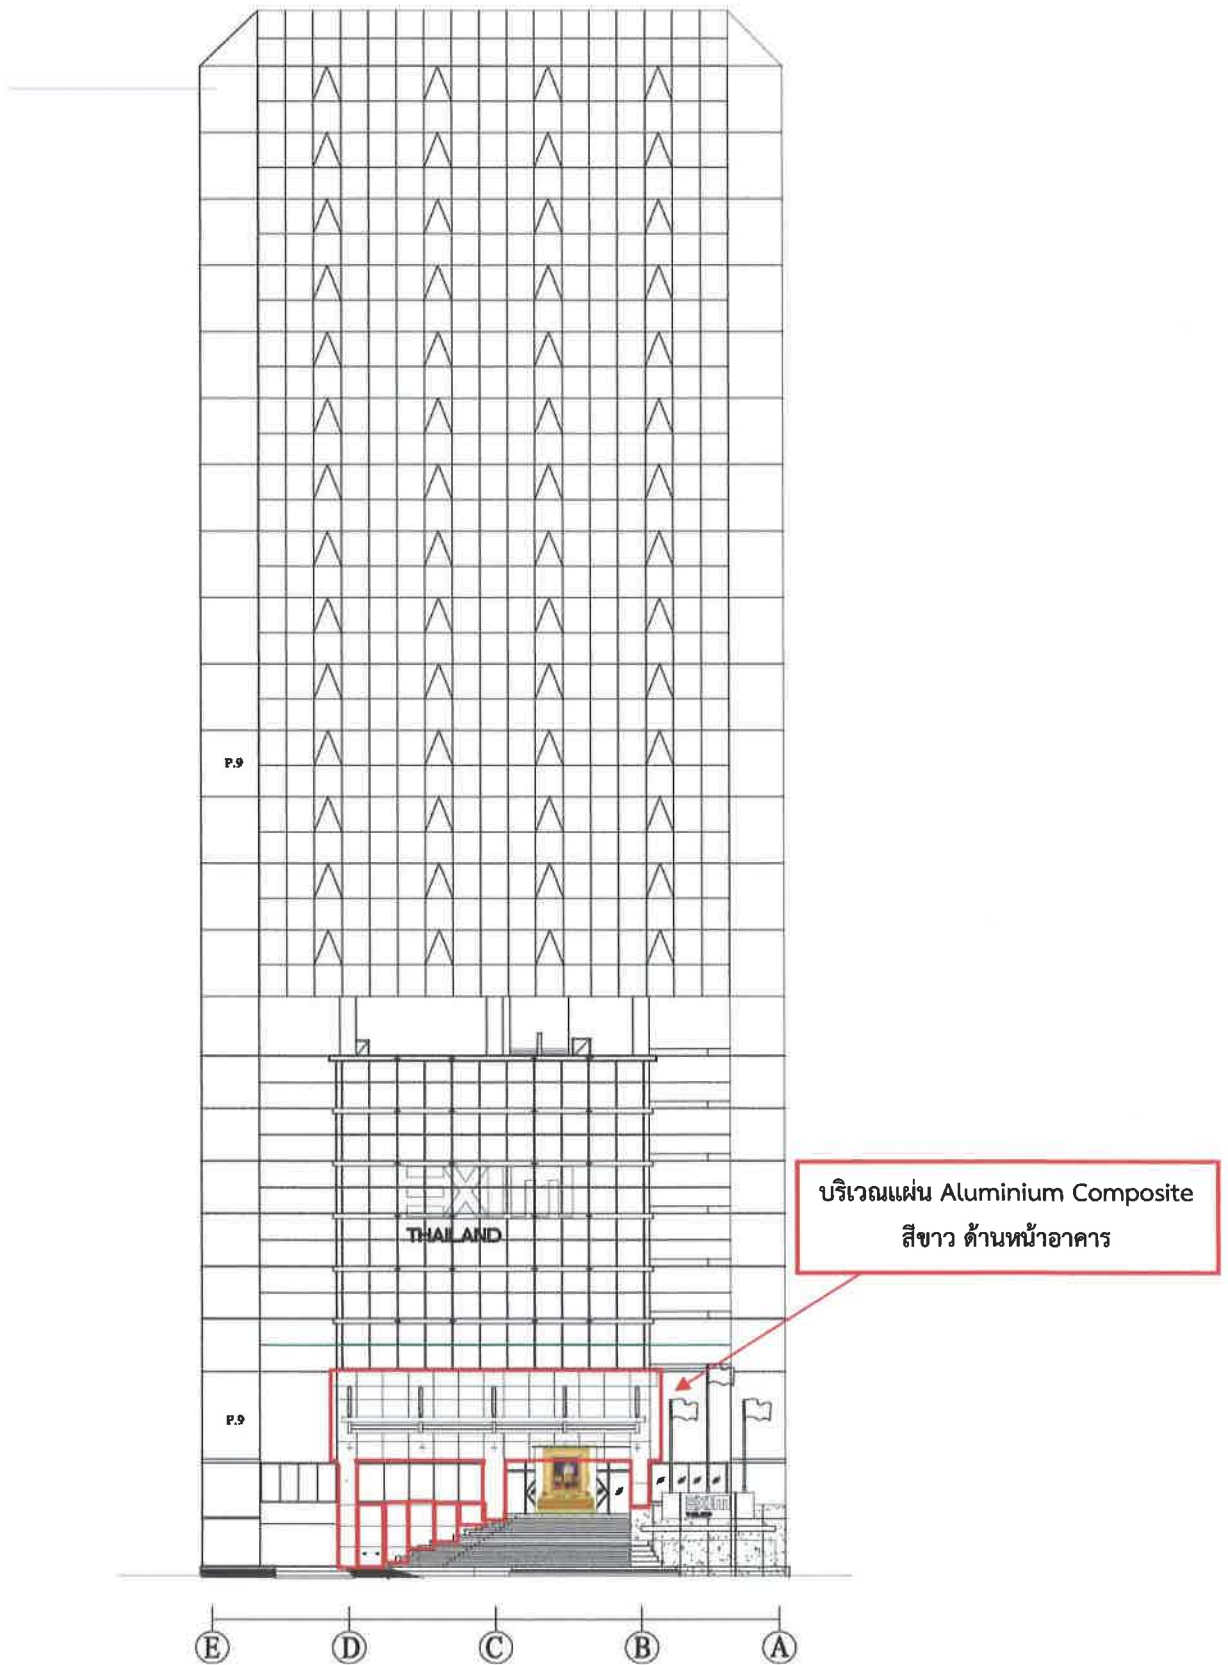 P.9
EXIM
THAILAND
บริเวณแผ่น Aluminium Composite
สีขาว ด้านหน้าอาคาร
P.9
EXIM
E D C B A